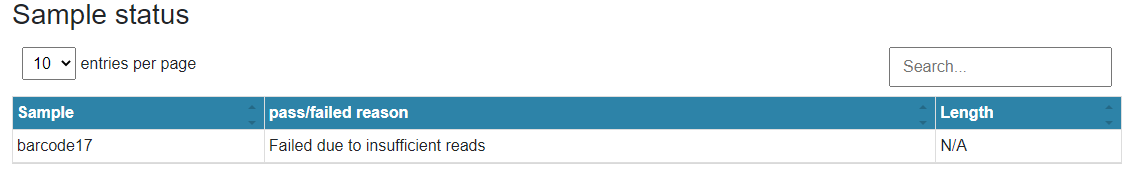 Sample status
10 entries per page
Search...
Sample pass/failed reason Length
barcode17 Failed due to insufficient reads N/A